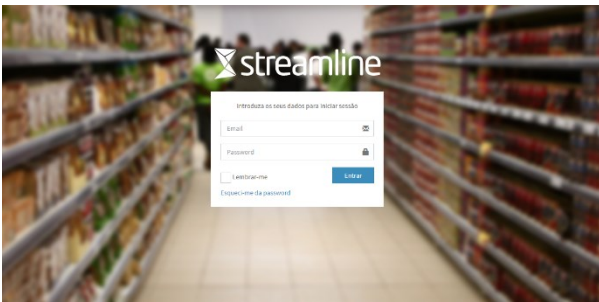 streamline
Introduza os seus dados para iniciar sessão
Email
Password
Lembrar-me
Entrar
Esqueci-me da password